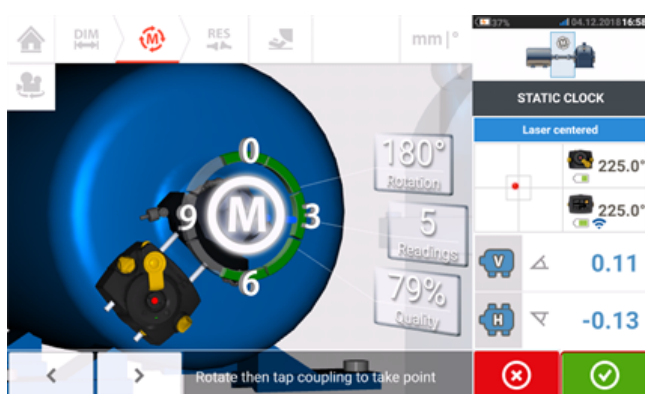 37% 04.12.2018 16:58
DIM
M
RES
mm | °
M
STATIC CLOCK
Laser centered
225.0°
225.0°
0
3
6
9
M
180°
Rotation
5
Readings
79%
Quality
V 0.11
H -0.13
Rotate then tap coupling to take point